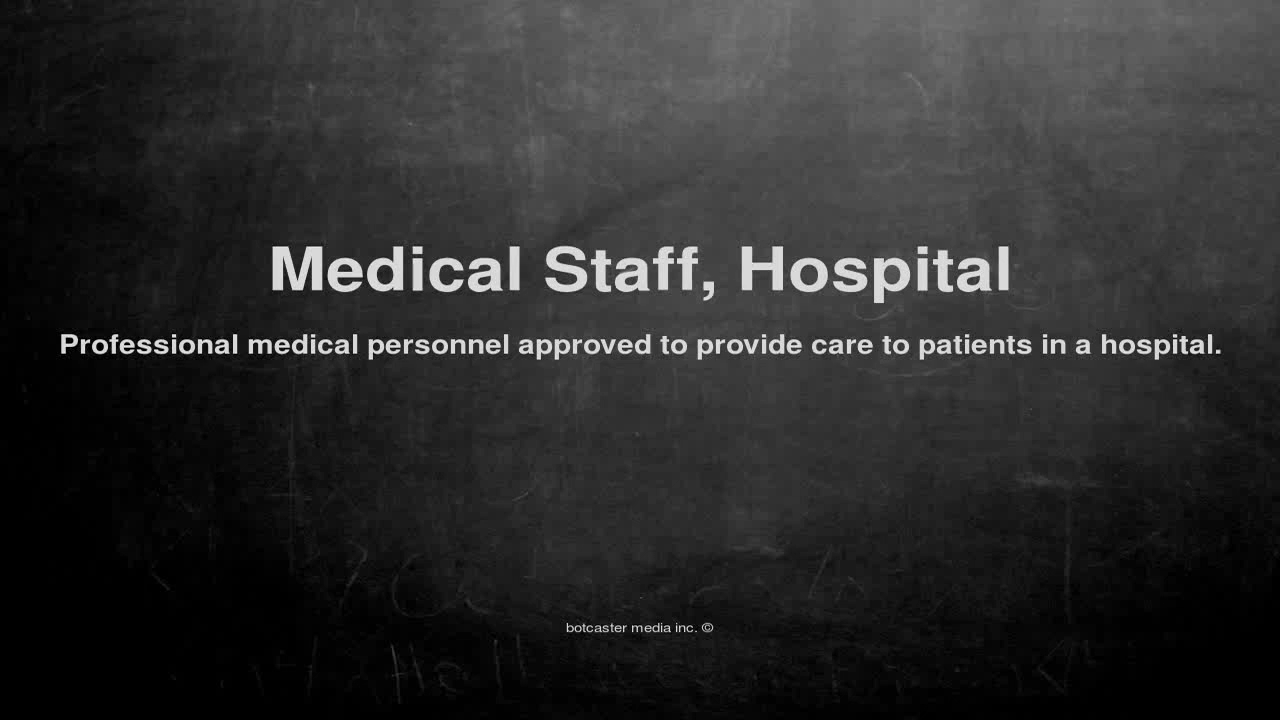 Medical Staff, Hospital
Professional medical personnel approved to provide care to patients in a hospital.
botcaster media inc. ©